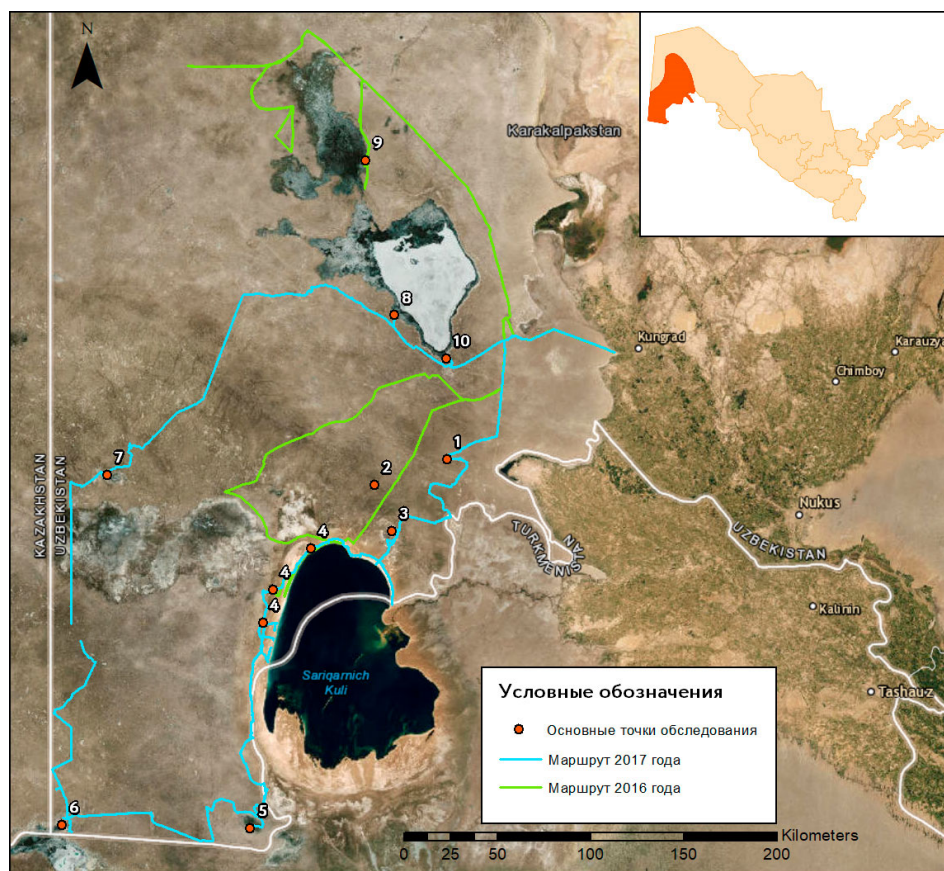 N
Karakalpakstan
9
8
10
Kungrad
Karauzya
Chimboy
1
7
2
KAZAKHSTAN
UZBEKISTAN
3
Nukus
4
TURKMENIS
TAN
UZBEKISTAN
4
4
Kalinin
Sariqarnich
Kuli
Условные обозначения
Tashauz
Основные точки обследования
Маршрут 2017 года
Маршрут 2016 года
6
5
Kilometers
0 25 50 100 150 200